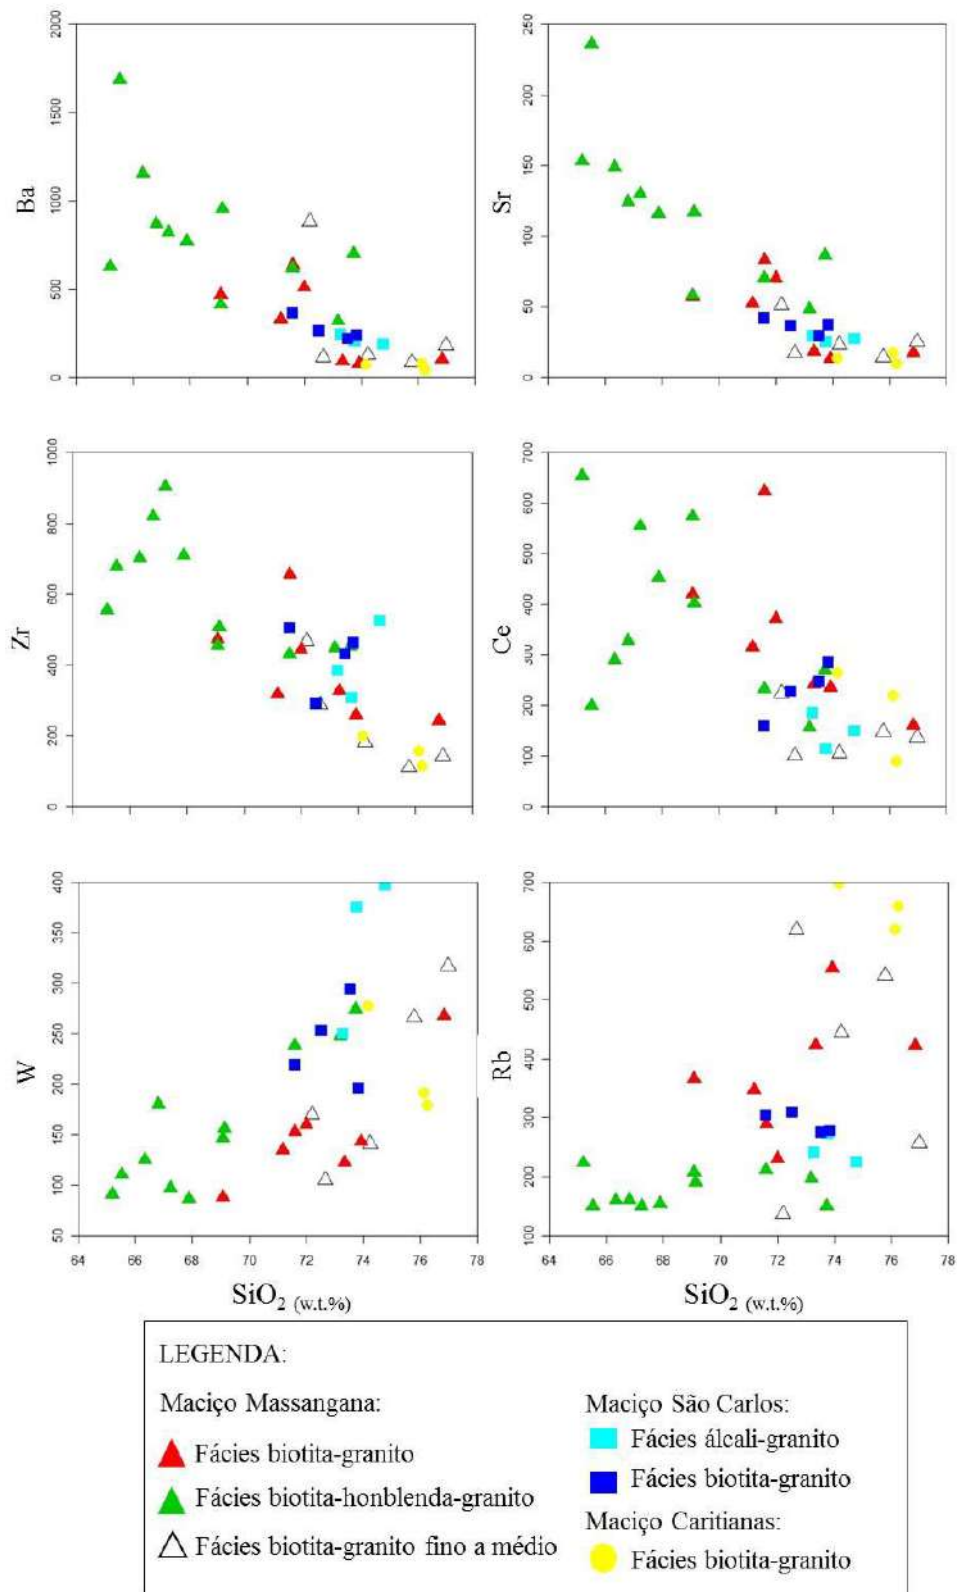 2000
1500
1000
500
0
Ba
250
200
150
100
50
0
Sr
1000
800
600
400
200
0
Zr
700
600
500
400
300
200
100
0
Ce
400
350
300
250
200
150
100
50
W
700
600
500
400
300
200
100
Rb
64 66 68 70 72 74 76 78
64 66 68 70 72 74 76 78
SiO2 (w.t.%)
SiO2 (w.t.%)
LEGENDA:
Maciço Massangana:
Fácies biotita-granito
Fácies biotita-honblenda-granito
Fácies biotita-granito fino a médio
Maciço São Carlos:
Fácies álcali-granito
Fácies biotita-granito
Maciço Caritianas:
Fácies biotita-granito